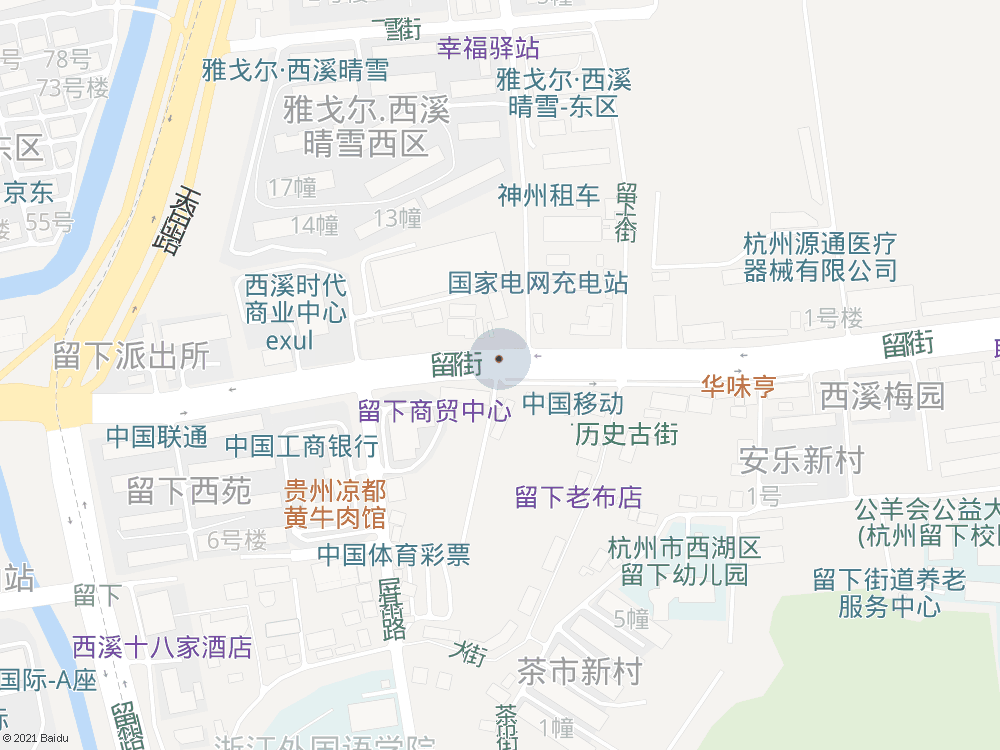 雪街
幸福驿站
号
78号
73号楼
雅戈尔·西溪晴雪
雅戈尔·西溪
晴雪-东区
雅戈尔.西溪
晴雪西区
东区
京东
55号
楼
17幢
14幢
13幢
神州租车
留下大街
杭州源通医疗
器械有限公司
国家电网充电站
西溪时代
商业中心
exul
1号楼
留下派出所
留街
留街
华味亨
西溪梅园
留下商贸中心
中国移动
历史古街
中国联通
中国工商银行
安乐新村
留下西苑
贵州凉都
黄牛肉馆
留下老布店
1号
公羊会公益大
(杭州留下校区
6号楼
中国体育彩票
杭州市西湖区
留下幼儿园
站
留下
留下街道养老
服务中心
5幢
西溪十八家酒店
大街
茶市新村
国际-A座
际
1幢
茶市街
浙江外国语学院
© 2021 Baidu